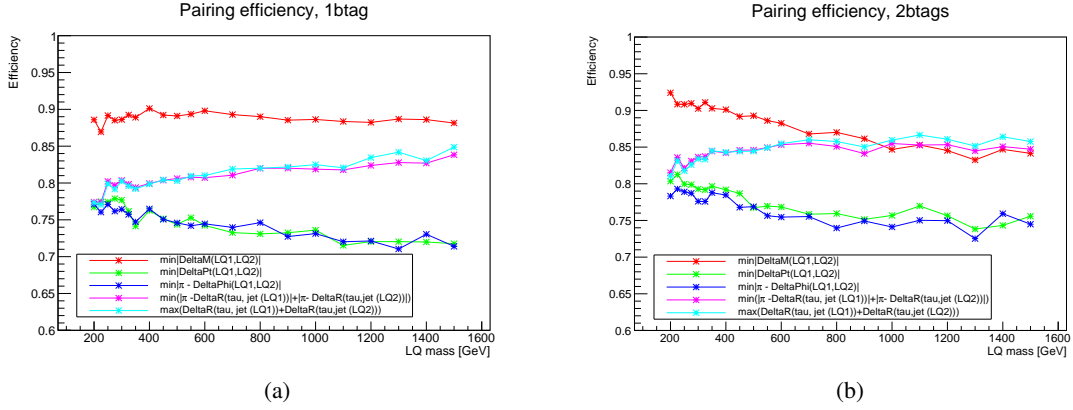 Pairing efficiency, 1btag
Efficiency
1
0.95
0.9
0.85
0.8
0.75
0.7
0.65
0.6
min|DeltaM(LQ1,LQ2)|
min|DeltaPt(LQ1,LQ2)|
min|π - DeltaPhi(LQ1,LQ2)|
min(|π -DeltaR(tau, jet (LQ1))|+|π- DeltaR(tau,jet (LQ2))|)
max(DeltaR(tau, jet (LQ1))+DeltaR(tau,jet (LQ2)))
200 400 600 800 1000 1200 1400 1600
LQ mass [GeV]
(a)
Pairing efficiency, 2btags
Efficiency
1
0.95
0.9
0.85
0.8
0.75
0.7
0.65
0.6
min|DeltaM(LQ1,LQ2)|
min|DeltaPt(LQ1,LQ2)|
min|π - DeltaPhi(LQ1,LQ2)|
min(|π -DeltaR(tau, jet (LQ1))|+|π- DeltaR(tau,jet (LQ2))|)
max(DeltaR(tau, jet (LQ1))+DeltaR(tau,jet (LQ2)))
200 400 600 800 1000 1200 1400 1600
LQ mass [GeV]
(b)